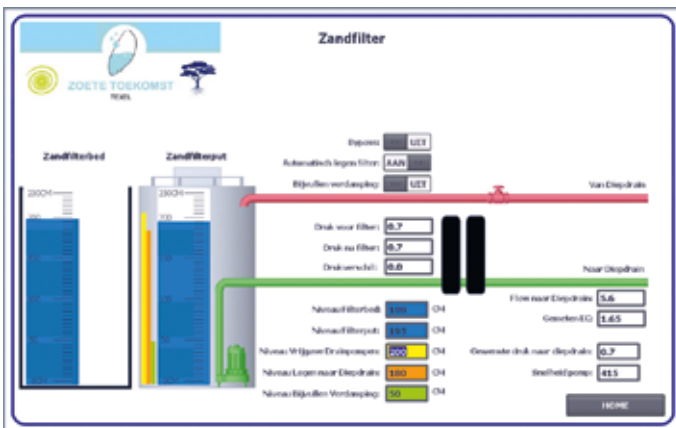 Zandfilter
ZOETE TOEKOMST
TEXEL
Zandfilterbed
Zandfilterput
Bypass: UIT
Automatisch legen filter: AAN
Bijvullen verdamping: UIT
Van Diepdrain
Druk voor filter: 0.7
Druk na filter: 0.7
Drukverschil: 0.0
Naar Diepdrain
Flow naar Diepdrain: 5.6
Gemeten EC: 1.65
Niveau Filterbed: CM
Niveau Filterput: 193 CM
Niveau Vrijgave Drainpompen: 200 CM
Gewenste druk naar diepdrain: 0.7
Niveau Legen naar Diepdrain: 180 CM
Snelheid pomp: 415
Niveau Bijvullen Verdamping: 50 CM
HOME